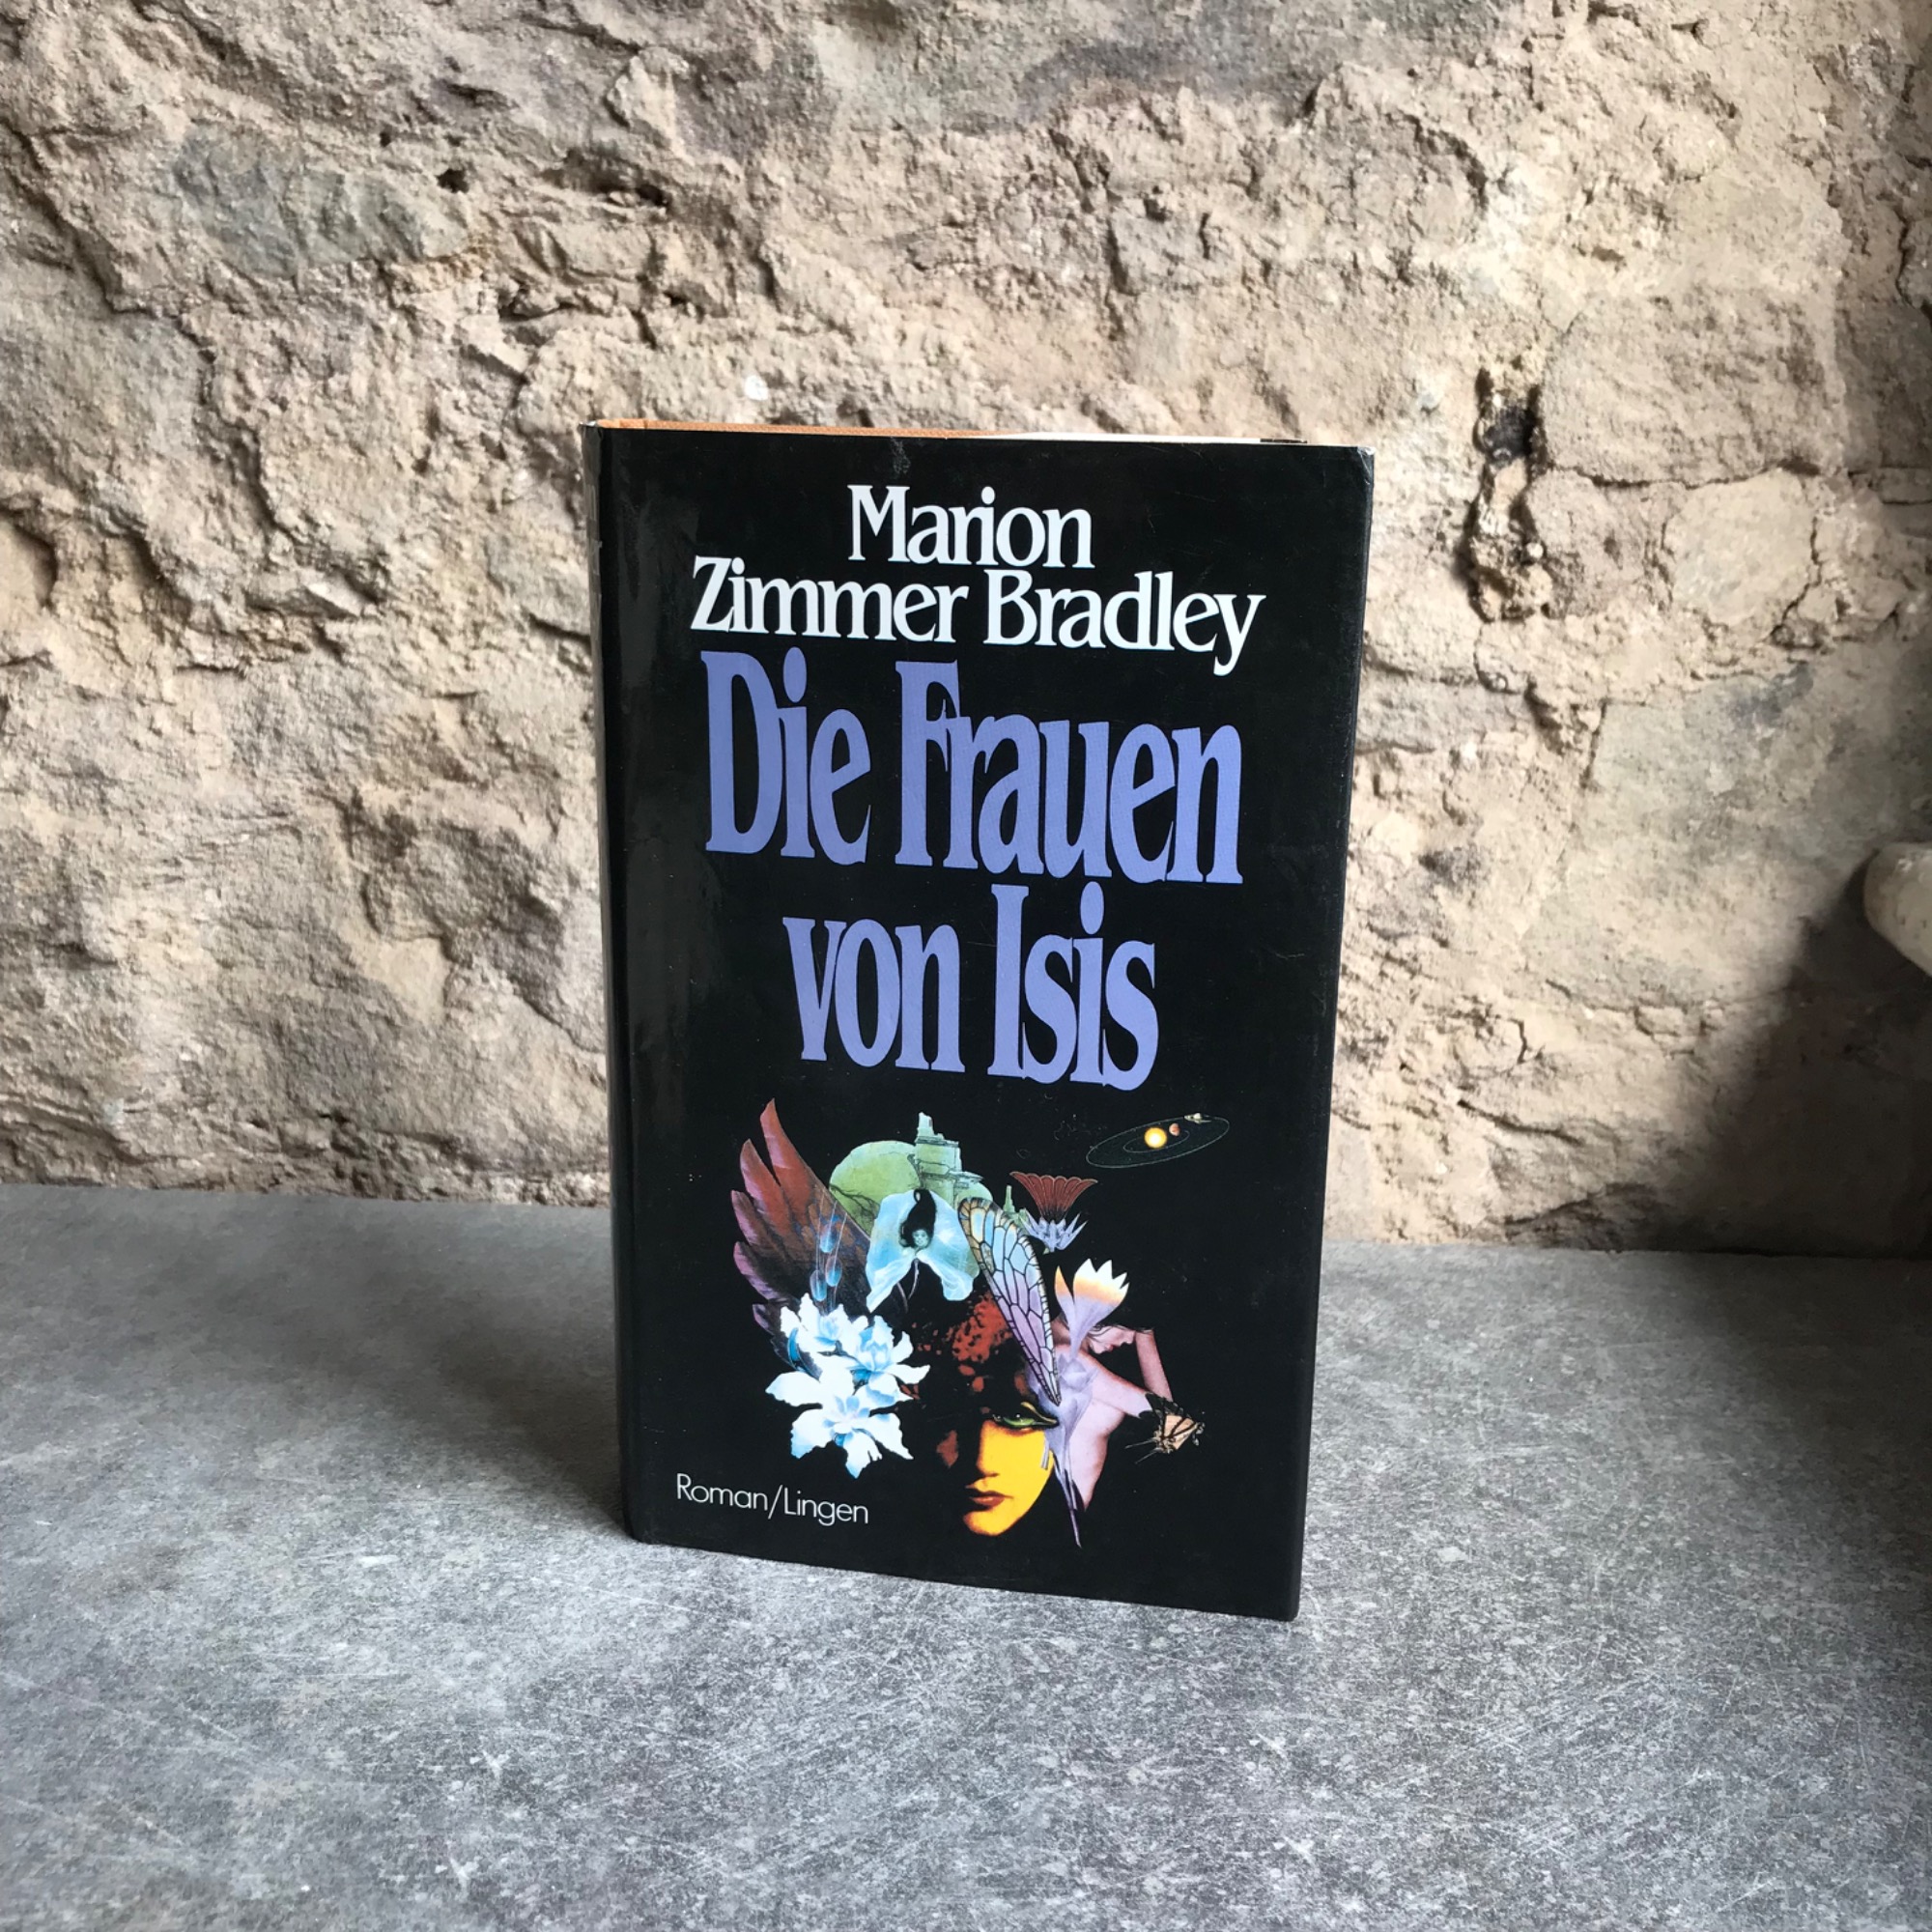 Marion
Zimmer Bradley
Die Frauen
von Isis
Roman/Lingen